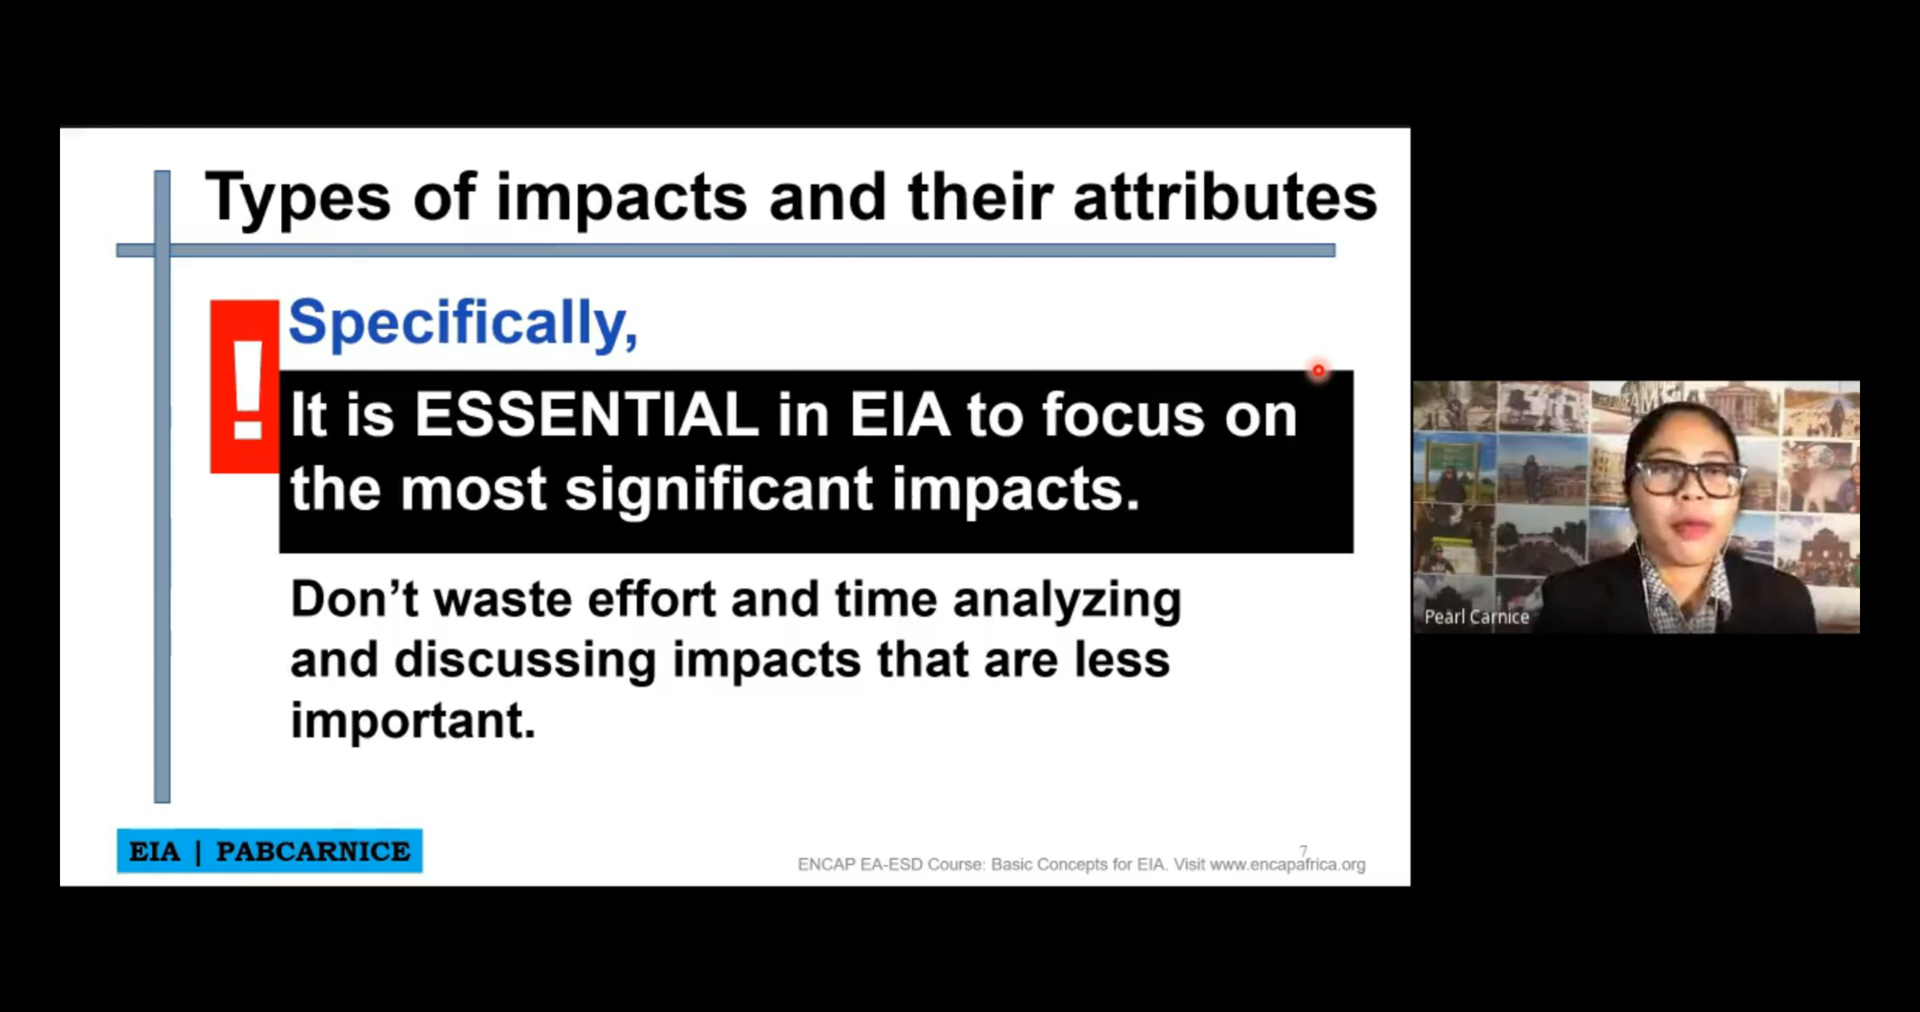 Types of impacts and their attributes
!
Specifically,
It is ESSENTIAL in EIA to focus on
the most significant impacts.
Don’t waste effort and time analyzing
and discussing impacts that are less
important.
EIA | PABCARNICE
7
ENCAP EA-ESD Course: Basic Concepts for EIA. Visit www.encapafrica.org
Pearl Carnice